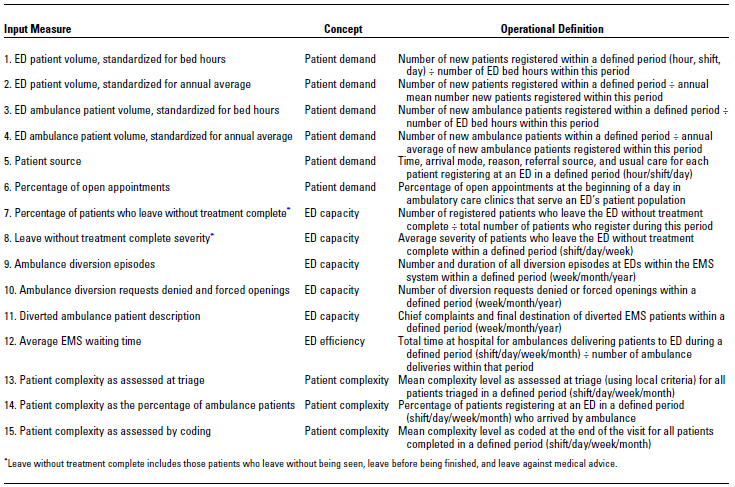 Input Measure Concept Operational Definition
1. ED patient volume, standardized for bed hours Patient demand Number of new patients registered within a defined period (hour, shift,
day) ÷ number of ED bed hours within this period
2. ED patient volume, standardized for annual average Patient demand Number of new patients registered within a defined period ÷ annual
mean number new patients registered within this period
3. ED ambulance patient volume, standardized for bed hours Patient demand Number of new ambulance patients registered within a defined period ÷
number of ED bed hours within this period
4. ED ambulance patient volume, standardized for annual average Patient demand Number of new ambulance patients within a defined period ÷ annual
average of new ambulance patients registered within this period
5. Patient source Patient demand Time, arrival mode, reason, referral source, and usual care for each
patient registering at an ED in a defined period (hour/shift/day)
6. Percentage of open appointments Patient demand Percentage of open appointments at the beginning of a day in
ambulatory care clinics that serve an ED's patient population
7. Percentage of patients who leave without treatment complete* ED capacity Number of registered patients who leave the ED without treatment
complete ÷ total number of patients who register during this period
8. Leave without treatment complete severity* ED capacity Average severity of patients who leave the ED without treatment
complete within a defined period (shift/day/week)
9. Ambulance diversion episodes ED capacity Number and duration of all diversion episodes at EDs within the EMS
system within a defined period (week/month/year)
10. Ambulance diversion requests denied and forced openings ED capacity Number of diversion requests denied or forced openings within a
defined period (week/month/year)
11. Diverted ambulance patient description ED capacity Chief complaints and final destination of diverted EMS patients within a
defined period (week/month/year)
12. Average EMS waiting time ED efficiency Total time at hospital for ambulances delivering patients to ED during a
defined period (shift/day/week/month) ÷ number of ambulance
deliveries within that period
13. Patient complexity as assessed at triage Patient complexity Mean complexity level as assessed at triage (using local criteria) for all
patients triaged in a defined period (shift/day/week/month)
14. Patient complexity as the percentage of ambulance patients Patient complexity Percentage of patients registering at an ED in a defined period
(shift/day/week/month) who arrived by ambulance
15. Patient complexity as assessed by coding Patient complexity Mean complexity level as coded at the end of the visit for all patients
completed in a defined period (shift/day/week/month)
*Leave without treatment complete includes those patients who leave without being seen, leave before being finished, and leave against medical advice.